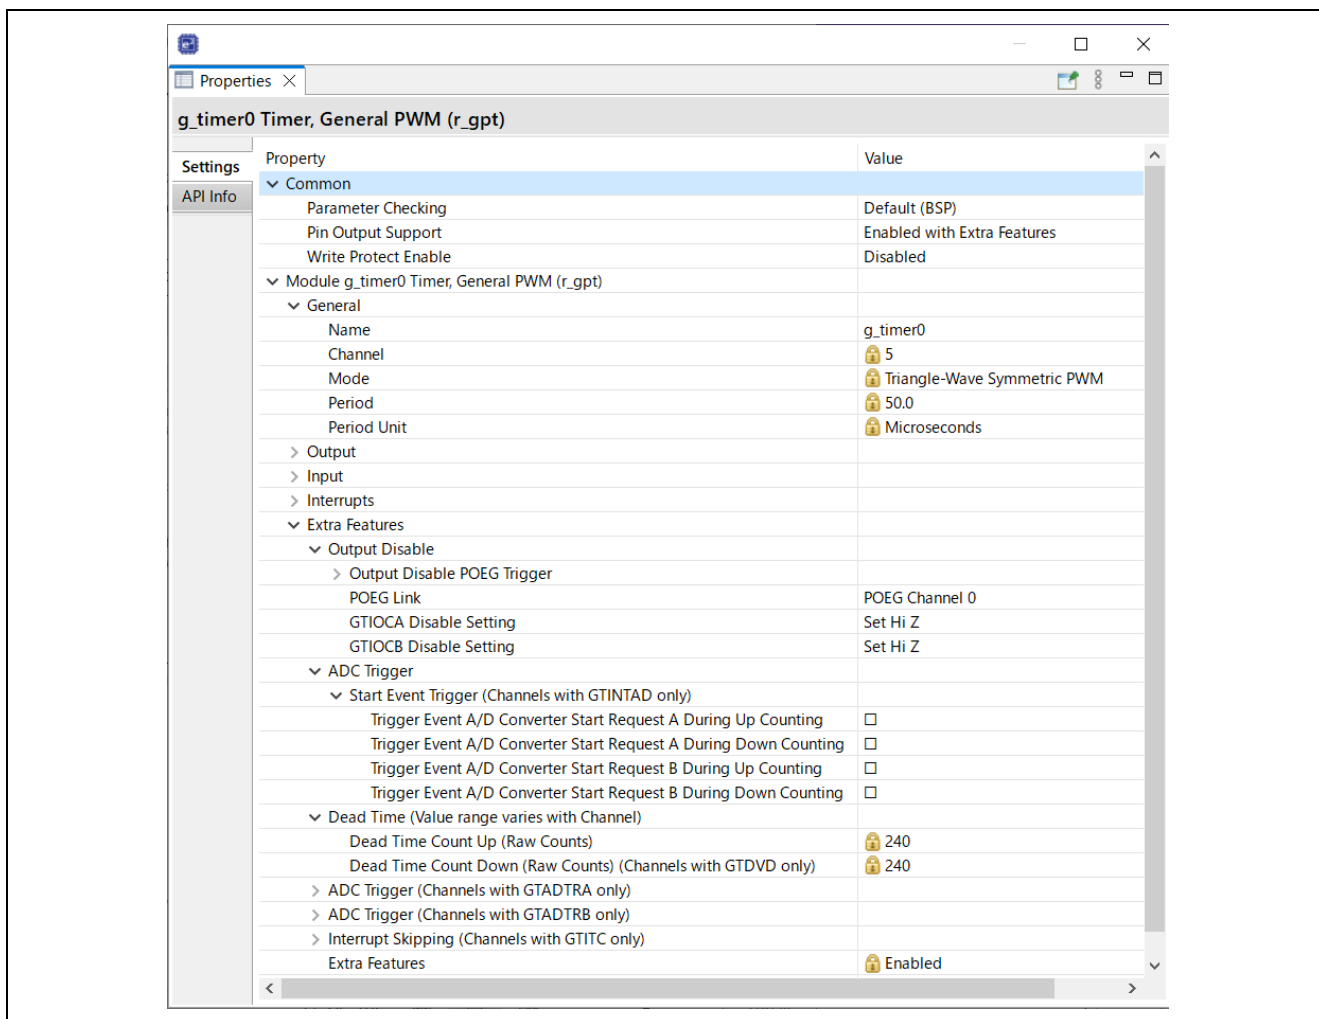 Properties
g_timer0 Timer, General PWM (r_gpt)
Settings
API Info
Property Value
Common
Parameter Checking Default (BSP)
Pin Output Support Enabled with Extra Features
Write Protect Enable Disabled
Module g_timer0 Timer, General PWM (r_gpt)
General
Name g_timer0
Channel 5
Mode Triangle-Wave Symmetric PWM
Period 50.0
Period Unit Microseconds
Output
Input
Interrupts
Extra Features
Output Disable
Output Disable POEG Trigger
POEG Link POEG Channel 0
GTIOCA Disable Setting Set Hi Z
GTIOCB Disable Setting Set Hi Z
ADC Trigger
Start Event Trigger (Channels with GTINTAD only)
Trigger Event A/D Converter Start Request A During Up Counting
Trigger Event A/D Converter Start Request A During Down Counting
Trigger Event A/D Converter Start Request B During Up Counting
Trigger Event A/D Converter Start Request B During Down Counting
Dead Time (Value range varies with Channel)
Dead Time Count Up (Raw Counts) 240
Dead Time Count Down (Raw Counts) (Channels with GTDVD only) 240
ADC Trigger (Channels with GTADTRA only)
ADC Trigger (Channels with GTADTRB only)
Interrupt Skipping (Channels with GTITC only)
Extra Features Enabled